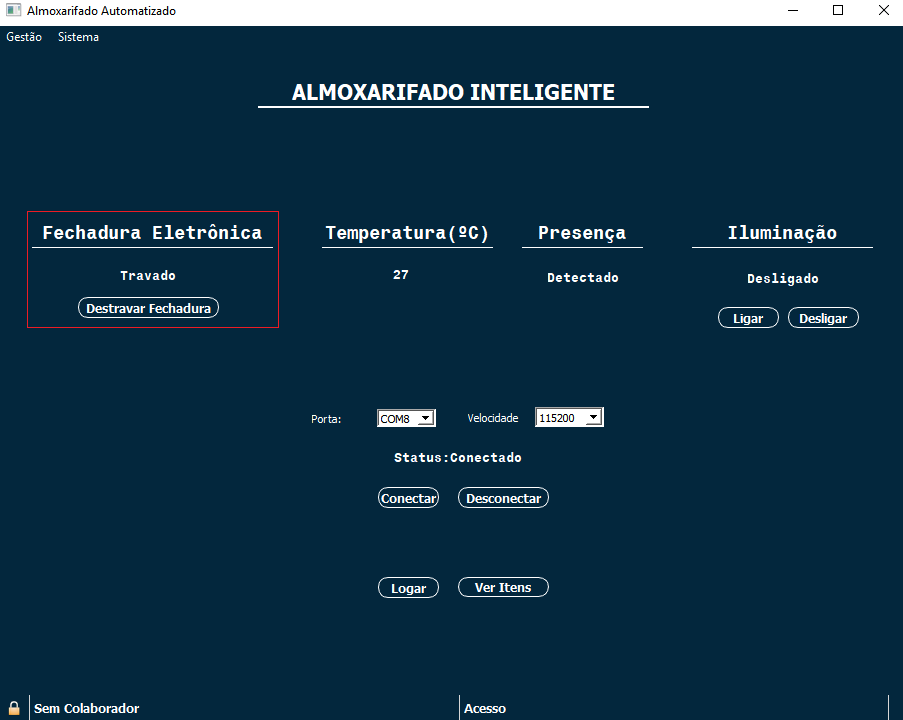 Almoxarifado Automatizado
Gestão Sistema
ALMOXARIFADO INTELIGENTE
Fechadura Eletrônica Temperatura(ºC) Presença Iluminação
Travado 27 Detectado Desligado
Destravar Fechadura Ligar Desligar
Porta: COM8 Velocidade 115200
Status:Conectado
Conectar Desconectar
Logar Ver Itens
Sem Colaborador Acesso